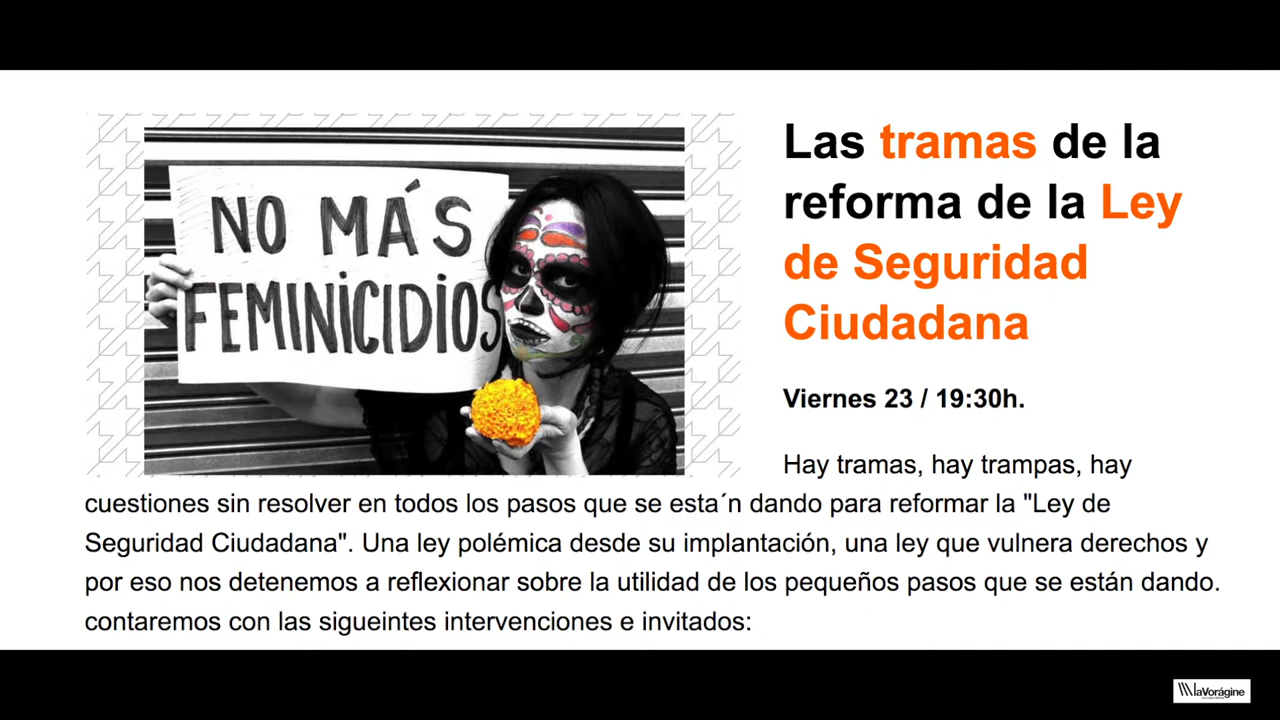 NO MÁS
FEMINICIDIOS
Las tramas de la
reforma de la Ley
de Seguridad
Ciudadana
Viernes 23 / 19:30h.
Hay tramas, hay trampas, hay
cuestiones sin resolver en todos los pasos que se esta´n dando para reformar la "Ley de
Seguridad Ciudadana". Una ley polémica desde su implantación, una ley que vulnera derechos y
por eso nos detenemos a reflexionar sobre la utilidad de los pequeños pasos que se están dando.
contaremos con las sigueintes intervenciones e invitados:
laVorágine